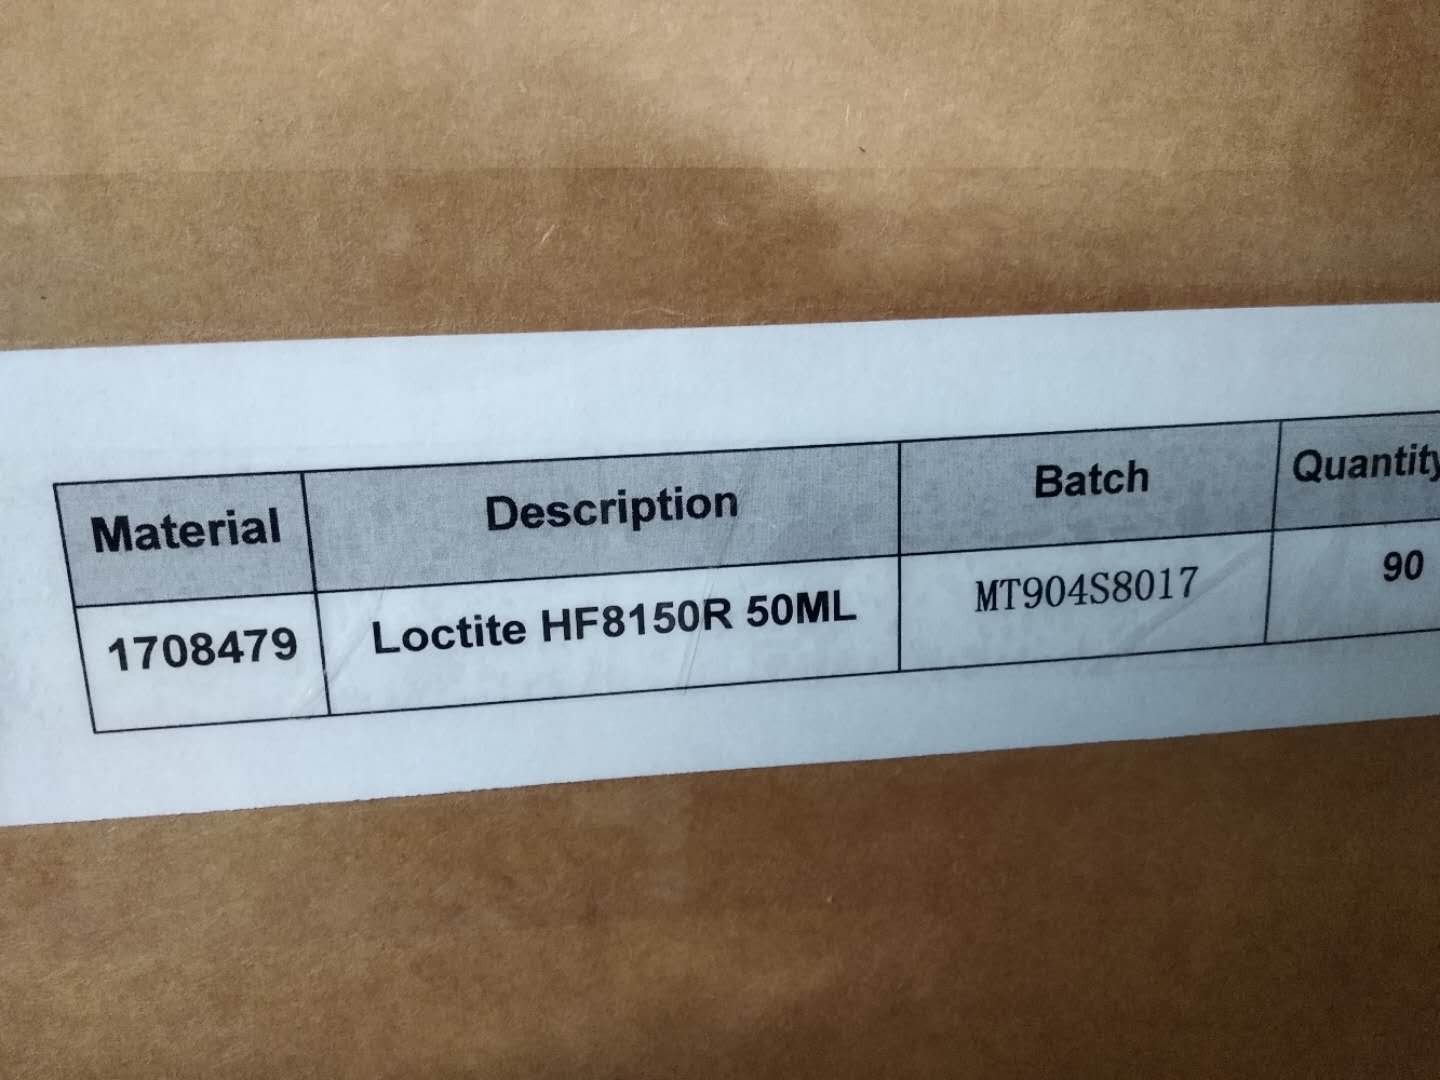 Material Description Batch Quantity
1708479 Loctite HF8150R 50ML MT904S8017 90